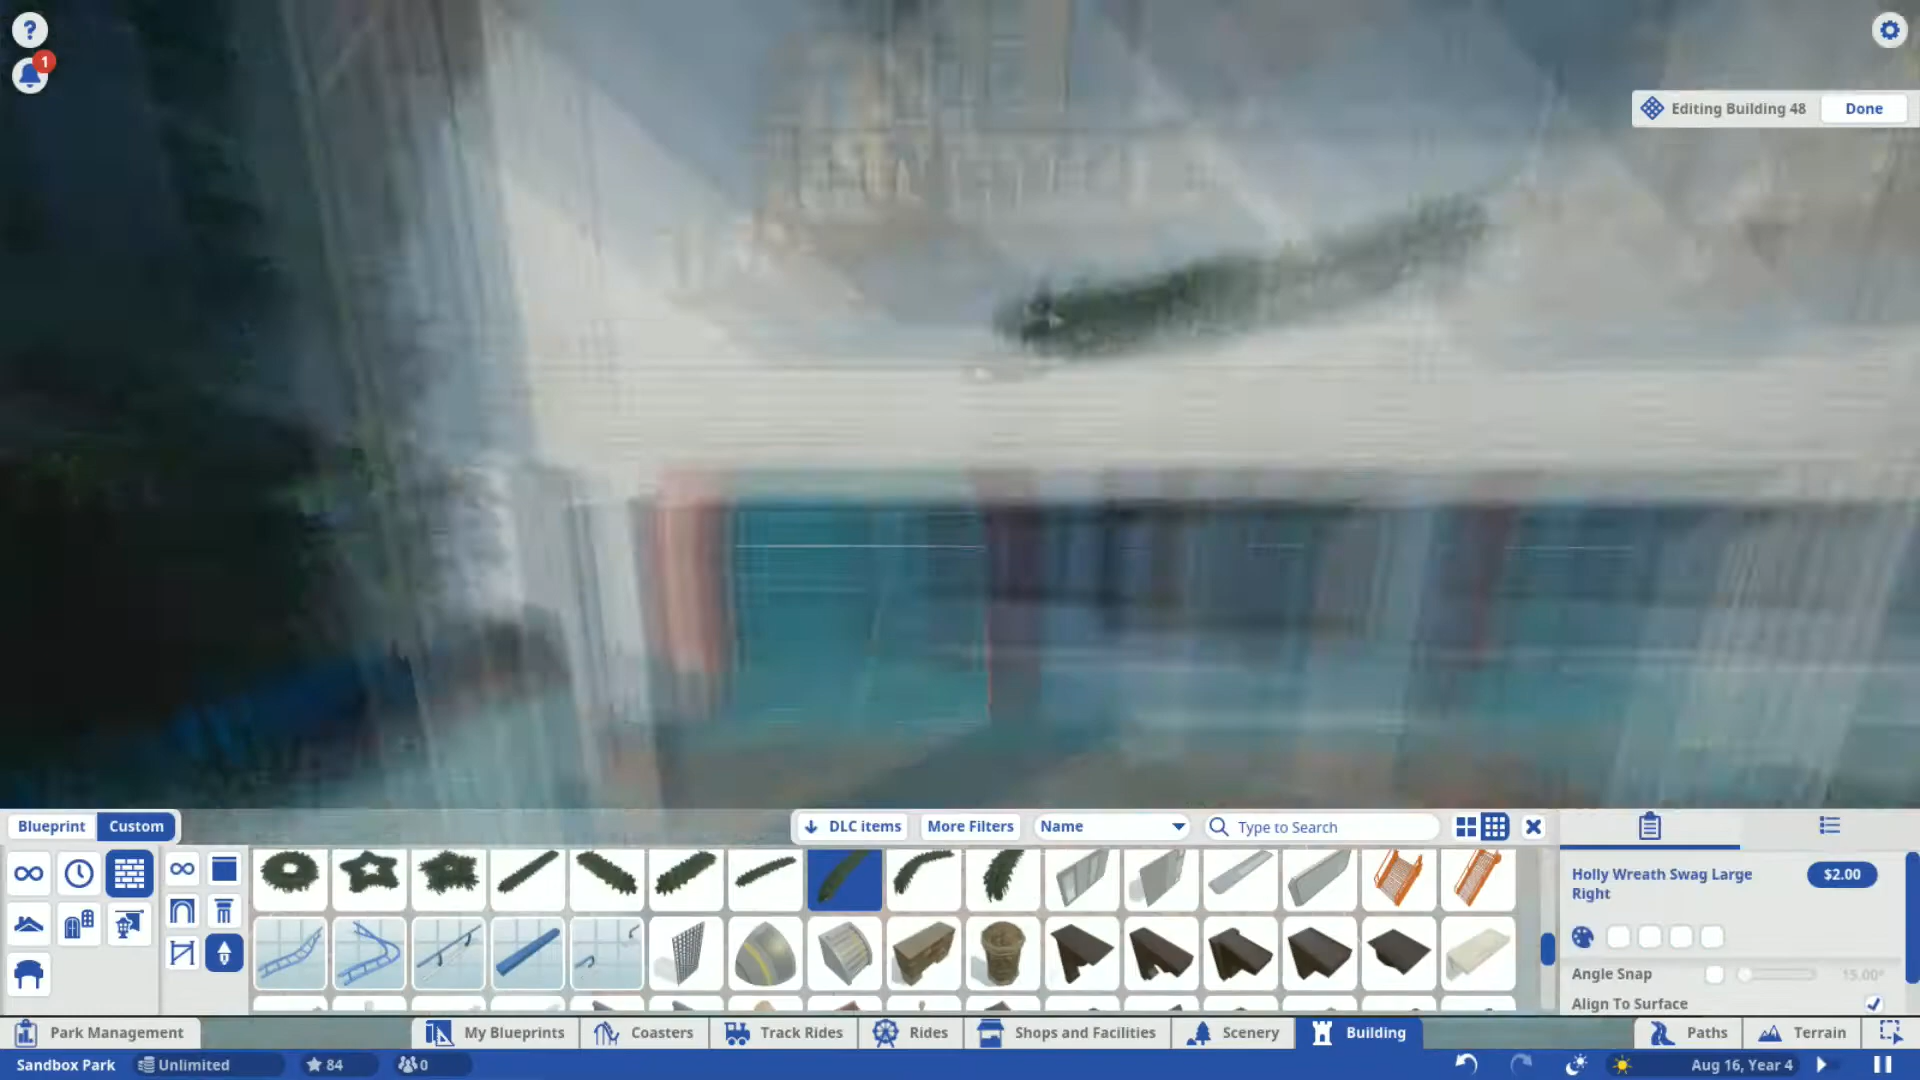 ?
1
Editing Building 48
Done
Blueprint
Custom
DLC items
More Filters
Name
Type to Search
Holly Wreath Swag Large
Right
$2.00
Angle Snap
15.00°
Align To Surface
Park Management
My Blueprints
Coasters
Track Rides
Rides
Shops and Facilities
Scenery
Building
Paths
Terrain
Sandbox Park
Unlimited
84
0
Aug 16, Year 4